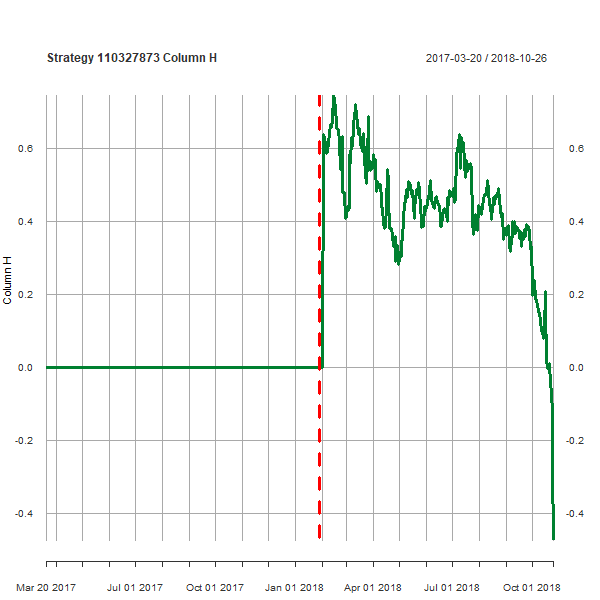 Strategy 110327873 Column H
2017-03-20 / 2018-10-26
Column H
0.6
0.4
0.2
0.0
-0.2
-0.4
0.6
0.4
0.2
0.0
-0.2
-0.4
Mar 20 2017
Jul 01 2017
Oct 01 2017
Jan 01 2018
Apr 01 2018
Jul 01 2018
Oct 01 2018